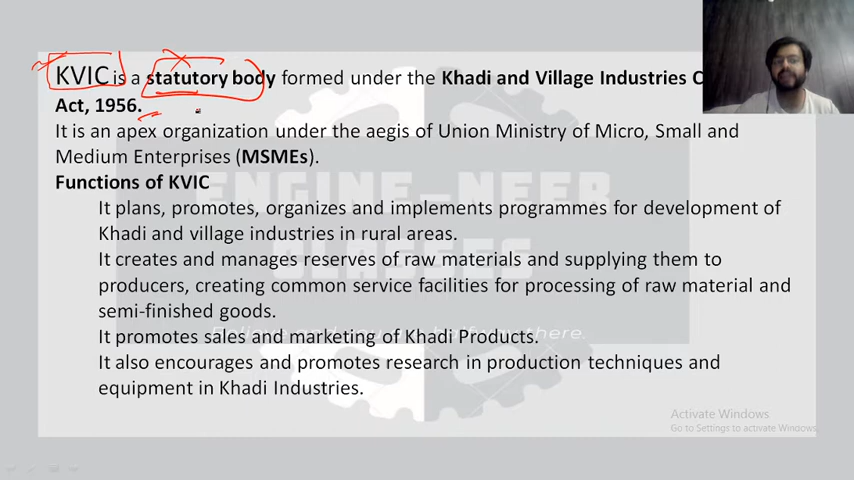 KVIC is a statutory body formed under the Khadi and Village Industries C
Act, 1956.
It is an apex organization under the aegis of Union Ministry of Micro, Small and
Medium Enterprises (MSMEs).
Functions of KVIC
It plans, promotes, organizes and implements programmes for development of
Khadi and village industries in rural areas.
It creates and manages reserves of raw materials and supplying them to
producers, creating common service facilities for processing of raw material and
semi-finished goods.
It promotes sales and marketing of Khadi Products.
It also encourages and promotes research in production techniques and
equipment in Khadi Industries.
ENGINE-NEER
CLASSES
Activate Windows
Go to Settings to activate Windows.